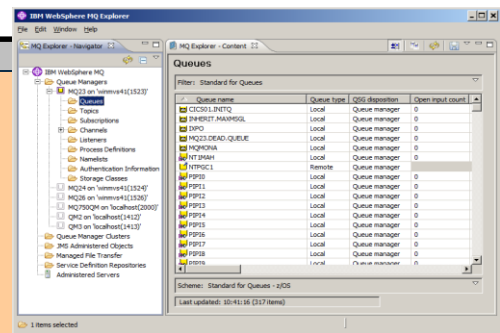 IBM WebSphere MQ Explorer
File Edit Window Help
MQ Explorer - Navigator
IBM WebSphere MQ
Queue Managers
MQ23 on 'winmvs41(1523)'
Queues
Topics
Subscriptions
Channels
Listeners
Process Definitions
Namelists
Authentication Information
Storage Classes
MQ24 on 'winmvs41(1524)'
MQ26 on 'winmvs41(1526)'
MQ750QM on 'localhost(2000)'
QM2 on 'localhost(1412)'
QM3 on 'localhost(1413)'
Queue Manager Clusters
JMS Administered Objects
Managed File Transfer
Service Definition Repositories
Administered Servers
MQ Explorer - Content
Queues
Filter: Standard for Queues
Queue name Queue type QSG disposition Open input count
CICS01.INITQ Local Queue manager 0
INHERIT.MAXMSGL Local Queue manager 0
IXPO Local Queue manager 0
MQ23.DEAD.QUEUE Local Queue manager 0
MQMONA Local Queue manager 0
NTIMAH Local Queue manager 0
NTPGC1 Remote Queue manager
PIPI0 Local Queue manager 0
PIPI1 Local Queue manager 0
PIPI2 Local Queue manager 0
PIPI3 Local Queue manager 0
PIPI4 Local Queue manager 0
PIPI5 Local Queue manager 0
PIPI6 Local Queue manager 0
PIPI7 Local Queue manager 0
PIPI8 Local Queue manager 0
PIPI9 Local Queue manager 0
Scheme: Standard for Queues - z/OS
Last updated: 10:41:16 (317 items)
1 items selected